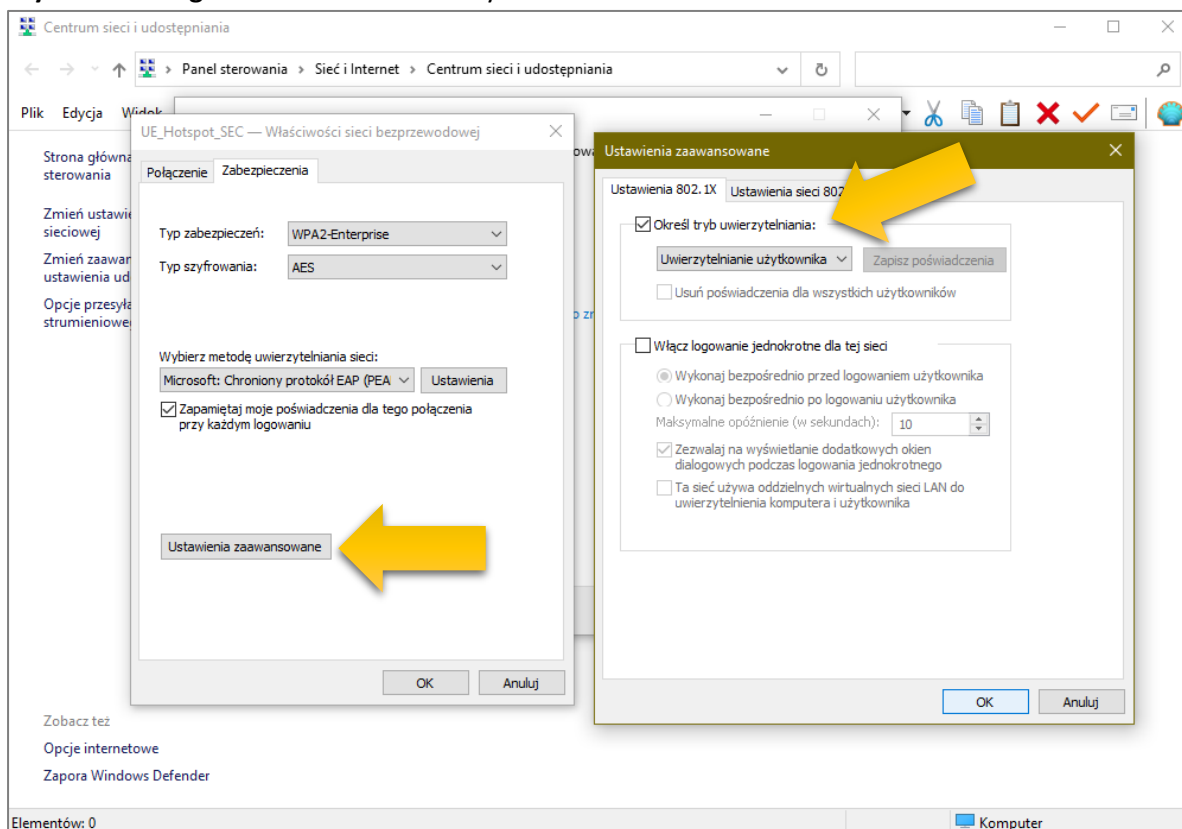 Centrum sieci i udostępniania
Panel sterowania > Sieć i Internet > Centrum sieci i udostępniania
Plik Edycja Widok
Strona główna
sterowania
Zmień
sieciowej
Zmień
ustawienia
Opcje
Zobacz też
Opcje internetowe
Zapora Windows Defender
Elementów: 0
Komputer
UE_Hotspot_SEC — Właściwości sieci bezprzewodowej
Połączenie Zabezpieczenia
Typ zabezpieczeń: WPA2-Enterprise
Typ szyfrowania: AES
Wybierz metodę uwierzytelniania sieci:
Microsoft: Chroniony protokół EAP (PEA Ustawienia
Zapamiętaj moje poświadczenia dla tego połączenia
przy każdym logowaniu
Ustawienia zaawansowane
OK Anuluj
Ustawienia zaawansowane
Ustawienia 802.1X Ustawienia sieci 802
Określ tryb uwierzytelniania:
Uwierzytelnianie użytkownika Zapisz poświadczenia
Usuń poświadczenia dla wszystkich użytkowników
Włącz logowanie jednokrotne dla tej sieci
Wykonaj bezpośrednio przed logowaniem użytkownika
Wykonaj bezpośrednio po logowaniu użytkownika
Maksymalne opóźnienie (w sekundach): 10
Zezwalaj na wyświetlanie dodatkowych okien
dialogowych podczas logowania jednokrotnego
Ta sieć używa oddzielnych wirtualnych sieci LAN do
uwierzytelnienia komputera i użytkownika
OK Anuluj